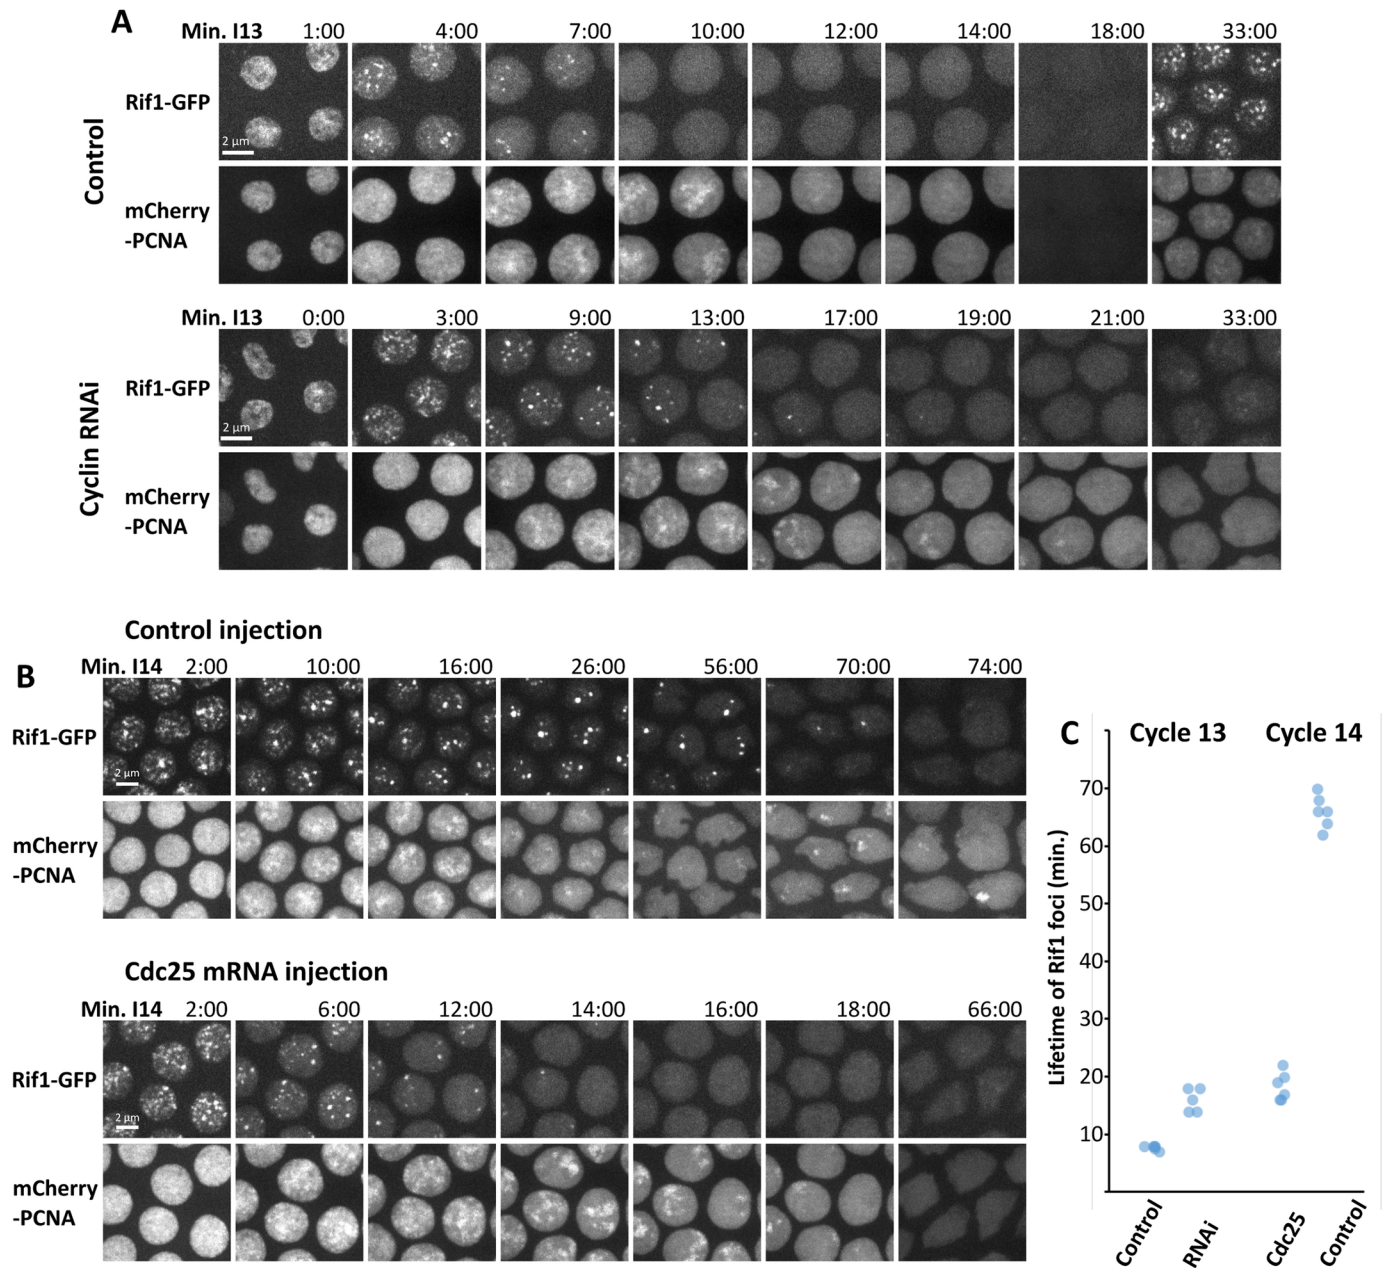 A
Min. I13 1:00 4:00 7:00 10:00 12:00 14:00 18:00 33:00
Control
Rif1-GFP
2 µm
mCherry
-PCNA
Min. I13 0:00 3:00 9:00 13:00 17:00 19:00 21:00 33:00
Cyclin RNAi
Rif1-GFP
2 µm
mCherry
-PCNA
Control injection
B
Min. I14 2:00 10:00 16:00 26:00 56:00 70:00 74:00
Rif1-GFP
2 µm
mCherry
-PCNA
Cdc25 mRNA injection
Min. I14 2:00 6:00 12:00 14:00 16:00 18:00 66:00
Rif1-GFP
2 µm
mCherry
-PCNA
C
Cycle 13 Cycle 14
Lifetime of Rif1 foci (min.)
70
60
50
40
30
20
10
Control RNAi Cdc25 Control